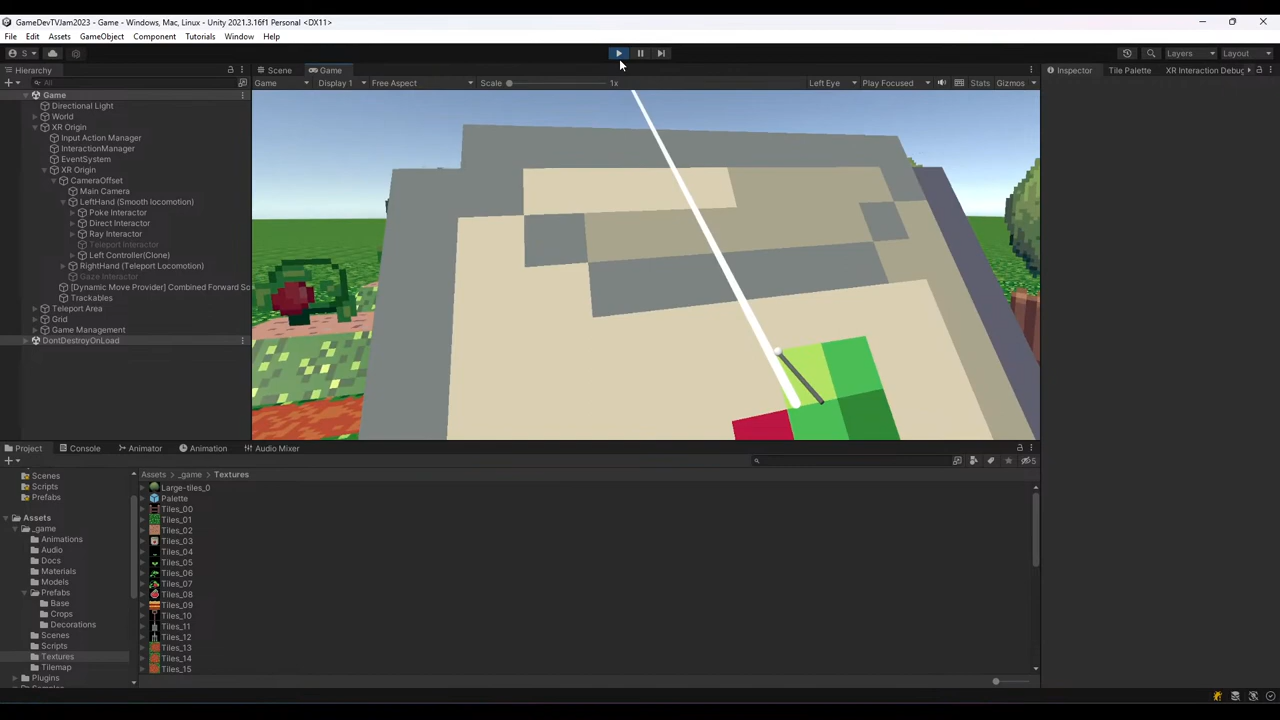 GameDevTVJam2023 - Game - Windows, Mac, Linux - Unity 2021.3.16f1 Personal <DX11>
File Edit Assets GameObject Component Tutorials Window Help
S Layers Layout
Hierarchy Scene Game Inspector Tile Palette XR Interaction Debug
All Game Display 1 Free Aspect Scale 1x Left Eye Play Focused Stats Gizmos
Game
Directional Light
World
XR Origin
Input Action Manager
InteractionManager
EventSystem
XR Origin
CameraOffset
Main Camera
LeftHand (Smooth locomotion)
Poke Interactor
Direct Interactor
Ray Interactor
Teleport Interactor
Left Controller(Clone)
RightHand (Teleport Locomotion)
Gaze Interactor
[Dynamic Move Provider] Combined Forward So
Trackables
Teleport Area
Grid
Game Management
DontDestroyOnLoad
Project Console Animator Animation Audio Mixer
5
Scenes
Scripts
Prefabs
Assets
_game
Animations
Audio
Docs
Materials
Models
Prefabs
Base
Crops
Decorations
Scenes
Scripts
Textures
Tilemap
Plugins
Assets _game Textures
Large-tiles_0
Palette
Tiles_00
Tiles_01
Tiles_02
Tiles_03
Tiles_04
Tiles_05
Tiles_06
Tiles_07
Tiles_08
Tiles_09
Tiles_10
Tiles_11
Tiles_12
Tiles_13
Tiles_14
Tiles_15